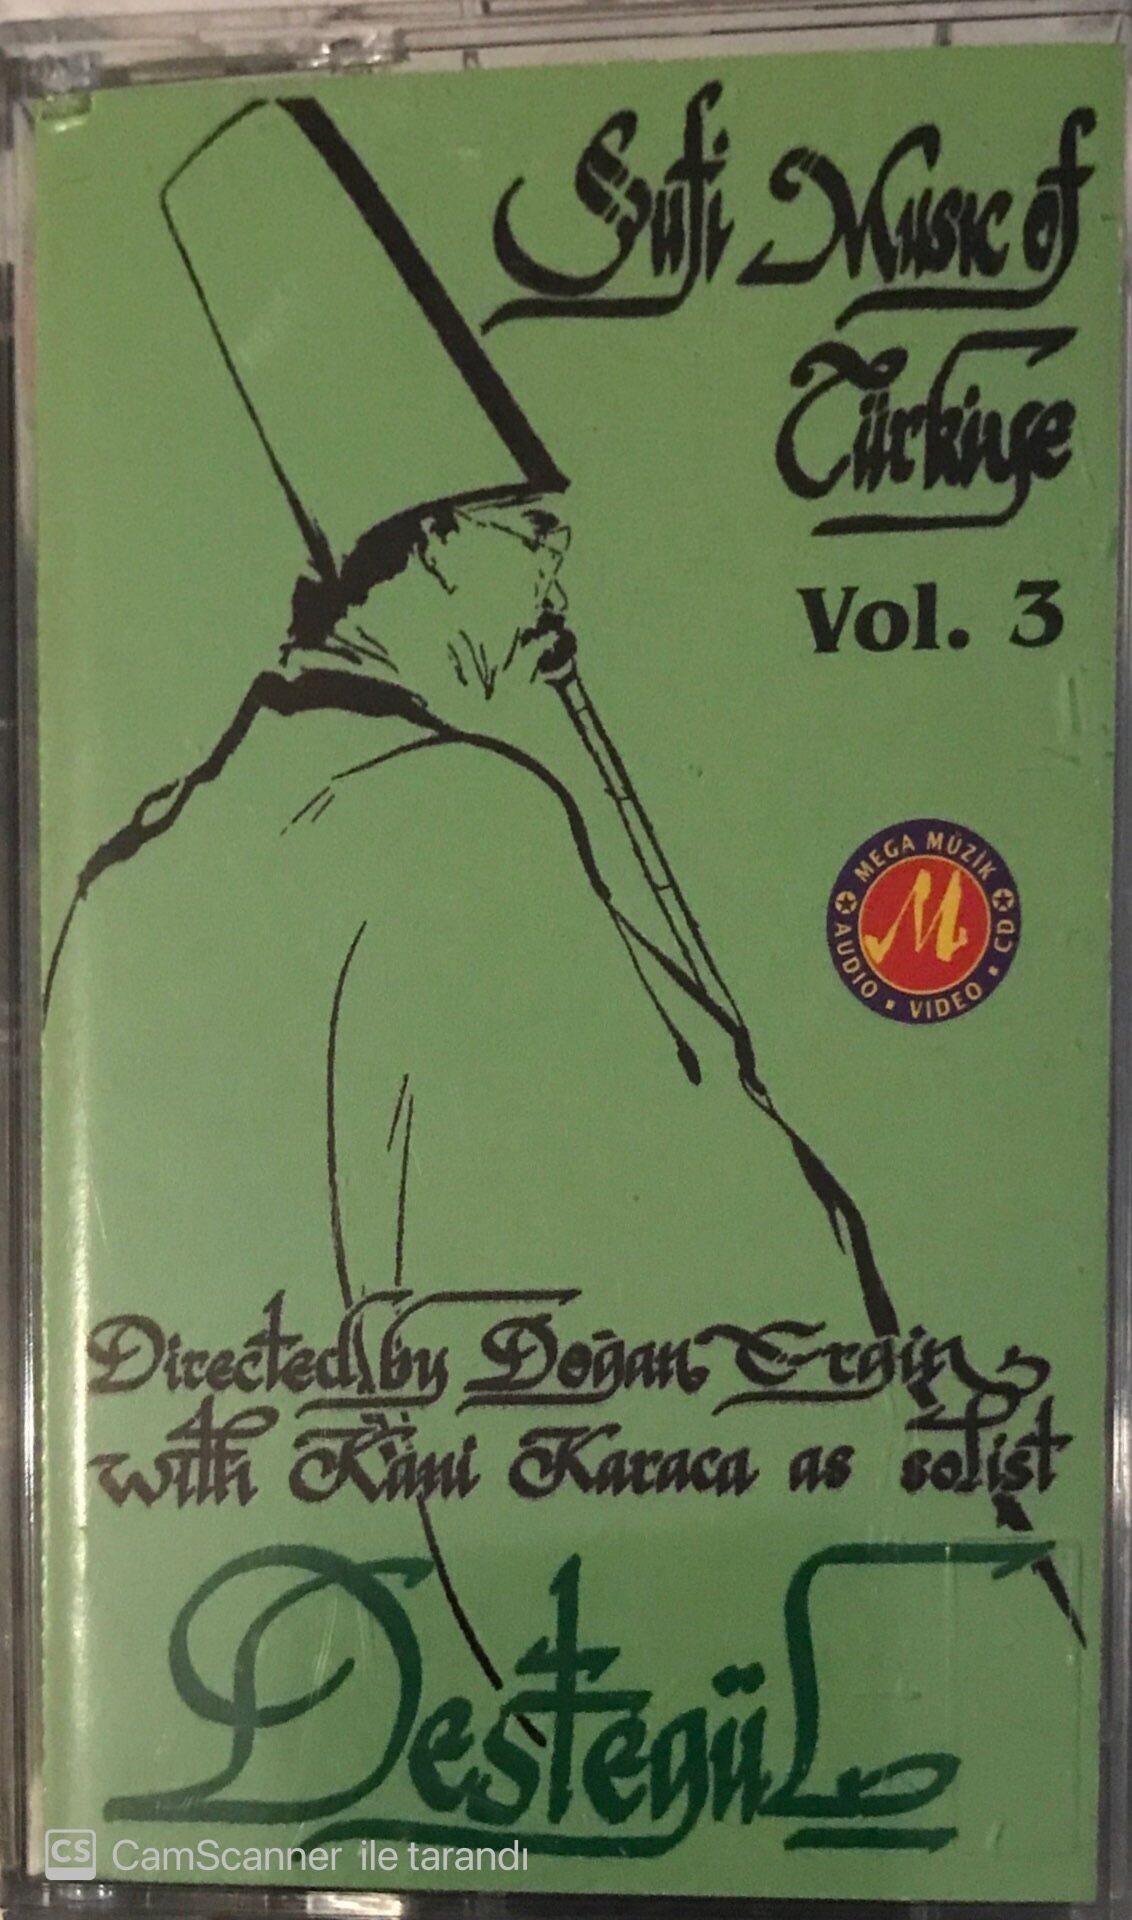 Sufi Music of
Türkiye
Vol. 3
MEGA MÜZİK
AUDIO • VIDEO • CD
M
Directed by Doğan Ergin
with Kâni Karaca as solist
Destegül
CS CamScanner ile tarandı